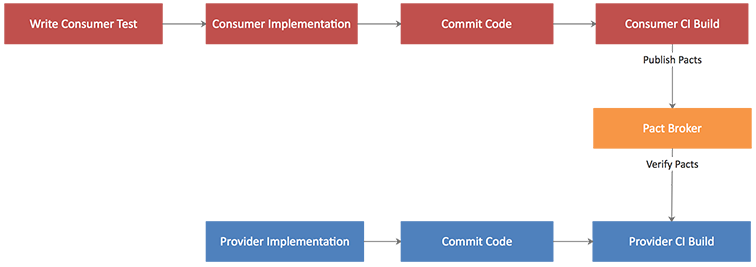 Write Consumer Test
Consumer Implementation
Commit Code
Consumer CI Build
Publish Pacts
Pact Broker
Verify Pacts
Provider Implementation
Commit Code
Provider CI Build